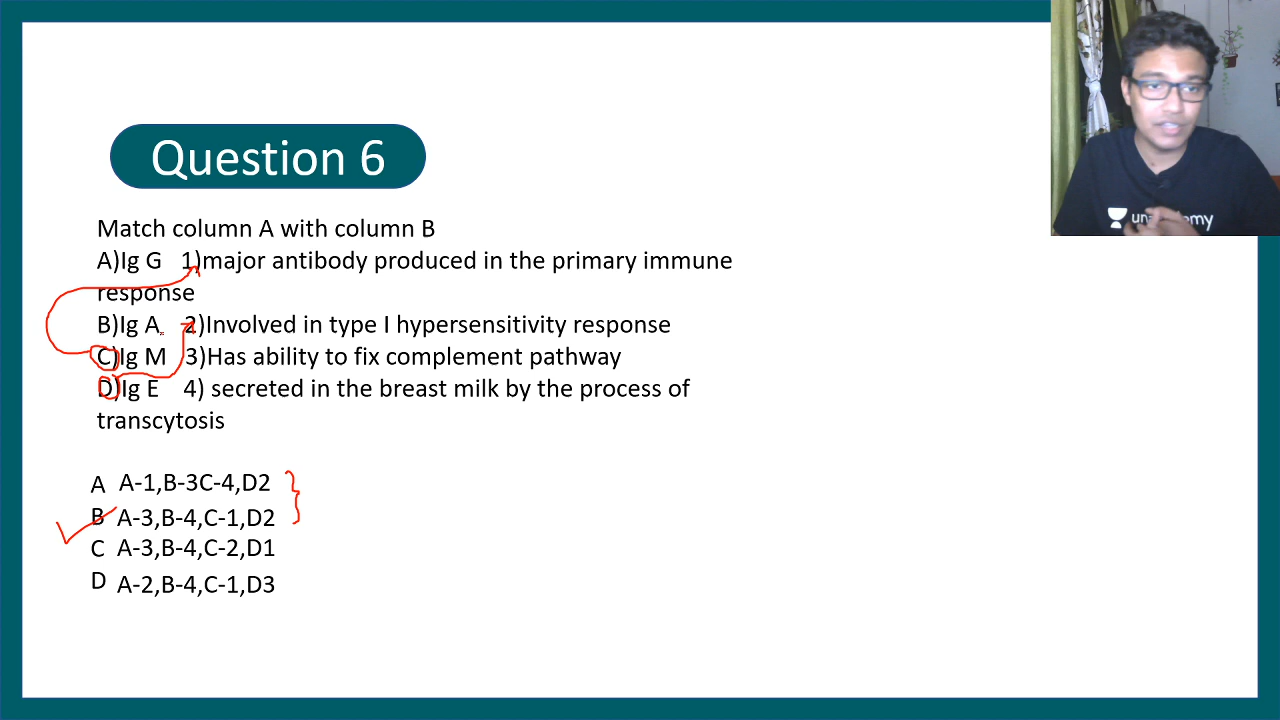 Question 6
Match column A with column B
A)Ig G 1)major antibody produced in the primary immune
response
B)Ig A 2)Involved in type I hypersensitivity response
C)Ig M 3)Has ability to fix complement pathway
D)Ig E 4) secreted in the breast milk by the process of
transcytosis
A A-1,B-3C-4,D2
B A-3,B-4,C-1,D2
C A-3,B-4,C-2,D1
D A-2,B-4,C-1,D3